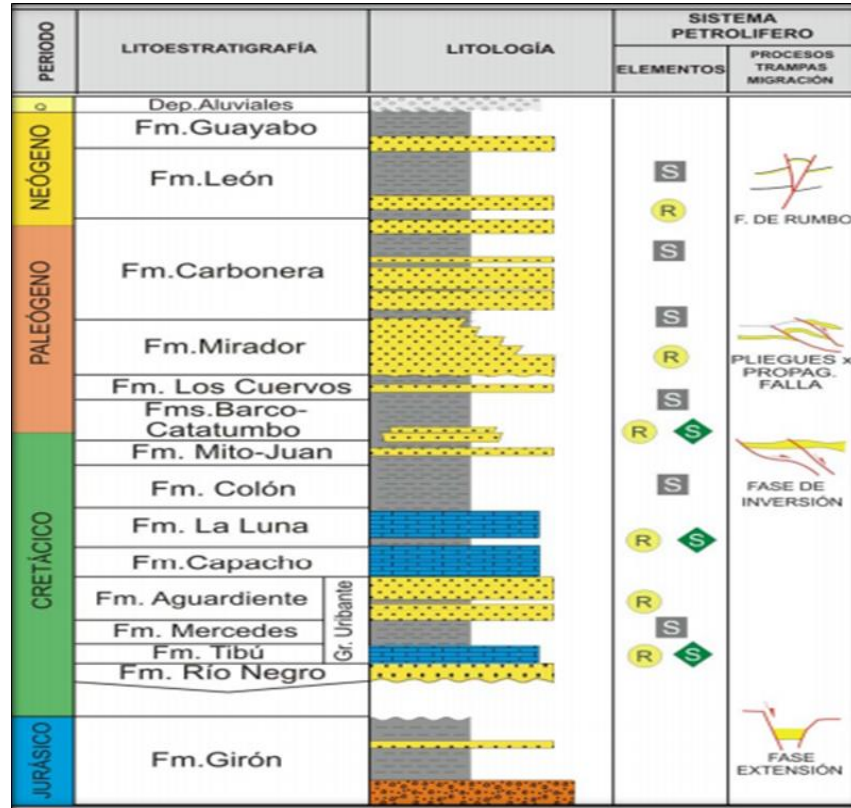 PERIODO
LITOESTRATIGRAFÍA
LITOLOGÍA
SISTEMA
PETROLIFERO
ELEMENTOS
PROCESOS
TRAMPAS
MIGRACIÓN
Q
Dep.Aluviales
NEÓGENO
Fm.Guayabo
Fm.León
S
R
F. DE RUMBO
PALEÓGENO
Fm.Carbonera
S
Fm.Mirador
S
R
PLIEGUES x
PROPAG.
FALLA
Fm. Los Cuervos
Fms.Barco-
Catatumbo
S
R S
CRETÁCICO
Fm. Mito-Juan
Fm. Colón
S
FASE DE
INVERSIÓN
Fm. La Luna
R S
Fm.Capacho
Fm. Aguardiente
Gr. Uribante
R
Fm. Mercedes
S
Fm. Tibú
R S
Fm. Río Negro
JURÁSICO
Fm.Girón
FASE
EXTENSIÓN